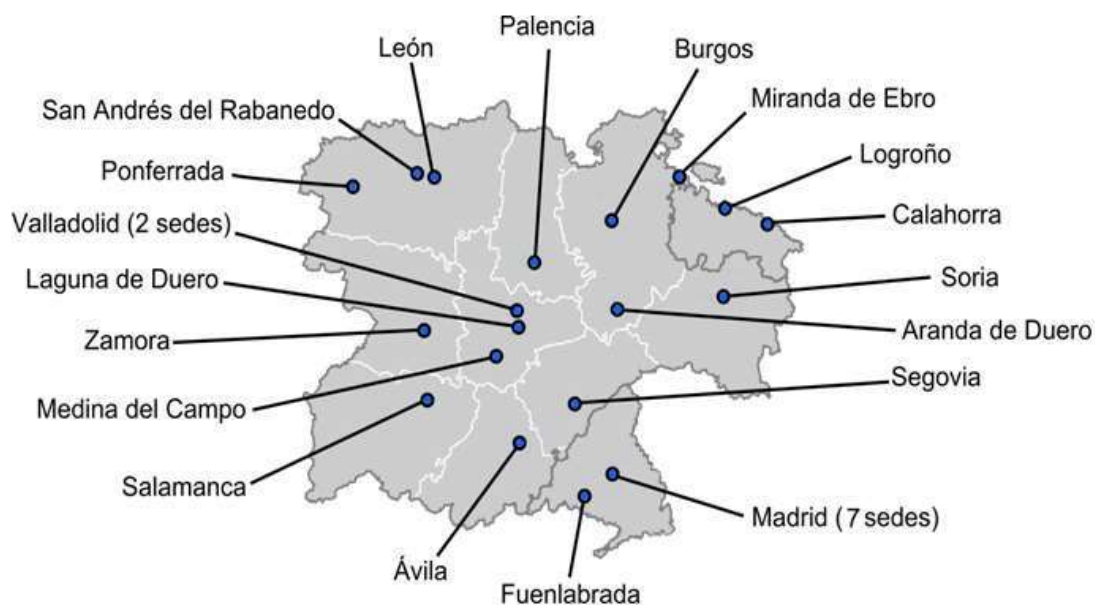 Palencia
León
Burgos
San Andrés del Rabanedo
Miranda de Ebro
Ponferrada
Logroño
Valladolid (2 sedes)
Calahorra
Laguna de Duero
Soria
Zamora
Aranda de Duero
Medina del Campo
Segovia
Salamanca
Madrid (7 sedes)
Ávila
Fuenlabrada